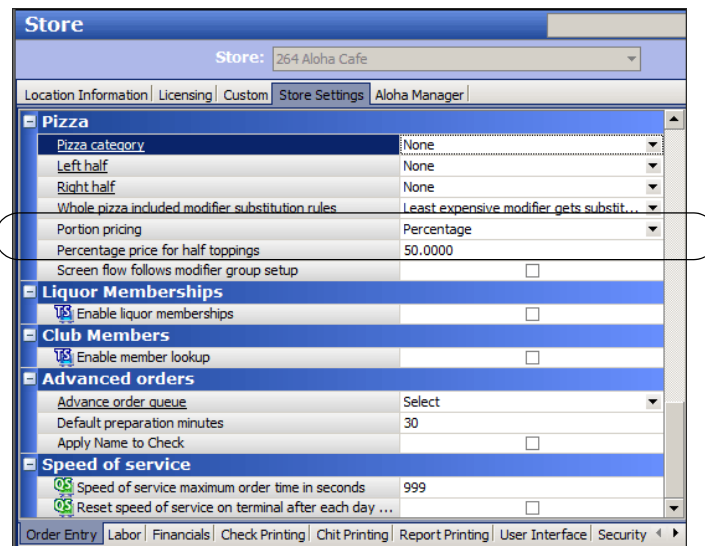 Store
Store: 264 Aloha Cafe
Location Information Licensing Custom Store Settings Aloha Manager
Pizza
Pizza category None
Left half None
Right half None
Whole pizza included modifier substitution rules Least expensive modifier gets substit...
Portion pricing Percentage
Percentage price for half toppings 50.0000
Screen flow follows modifier group setup
Liquor Memberships
TS Enable liquor memberships
Club Members
TS Enable member lookup
Advanced orders
Advance order queue Select
Default preparation minutes 30
Apply Name to Check
Speed of service
QS Speed of service maximum order time in seconds 999
QS Reset speed of service on terminal after each day ...
Order Entry Labor Financials Check Printing Chit Printing Report Printing User Interface Security